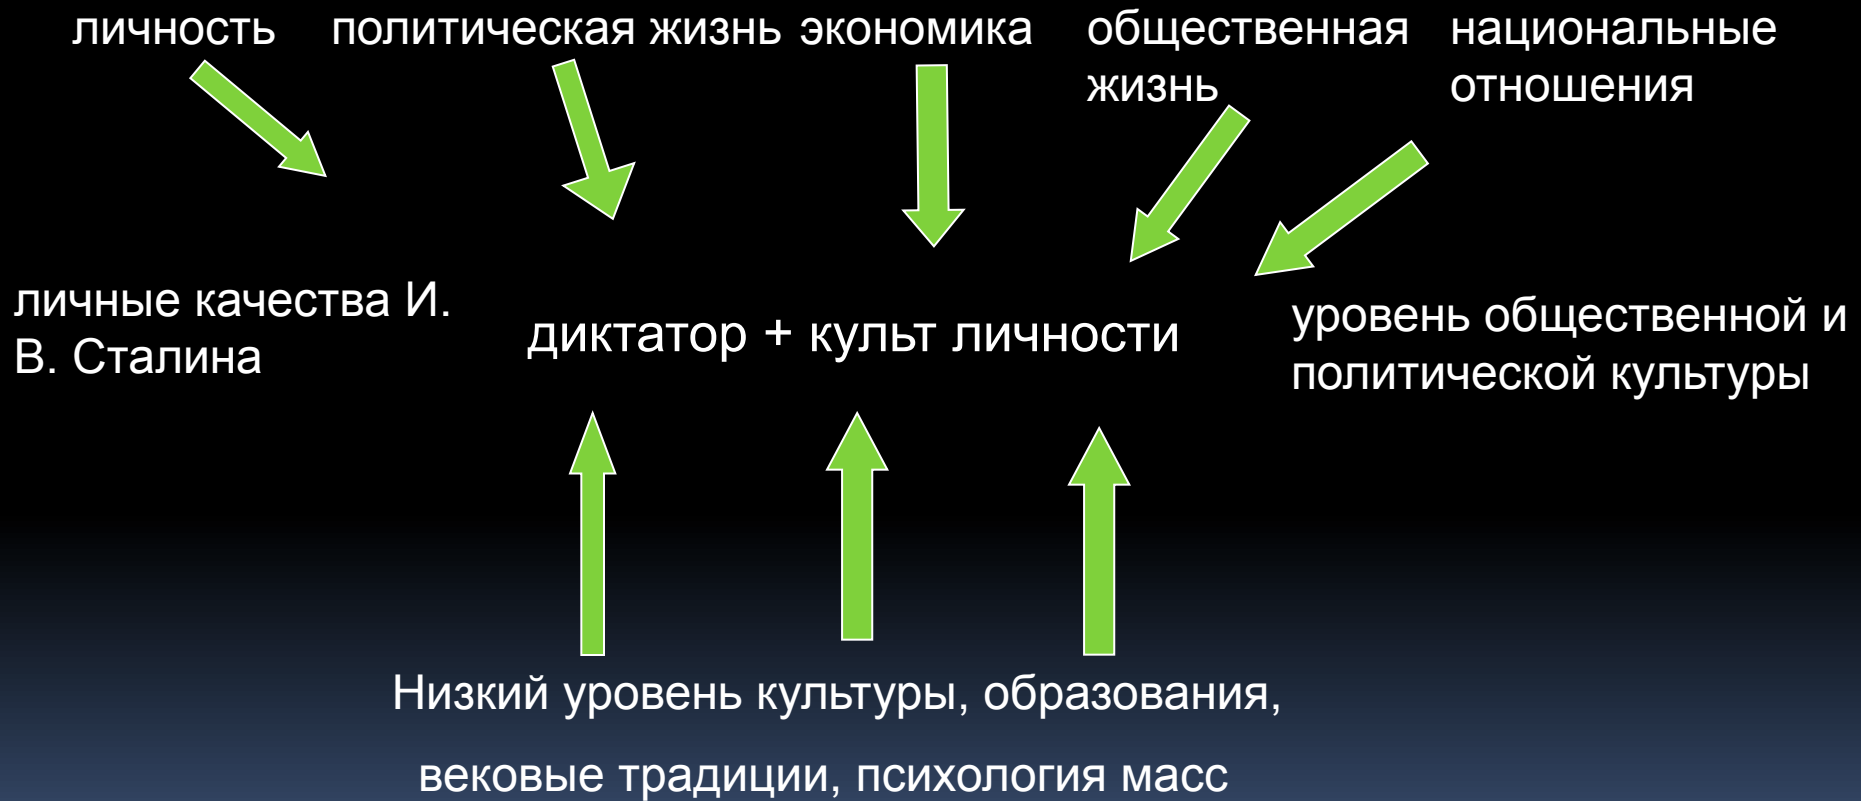 личность
политическая жизнь
экономика
общественная
жизнь
национальные
отношения
личные качества И.
В. Сталина
диктатор + культ личности
уровень общественной и
политической культуры
Низкий уровень культуры, образования,
вековые традиции, психология масс